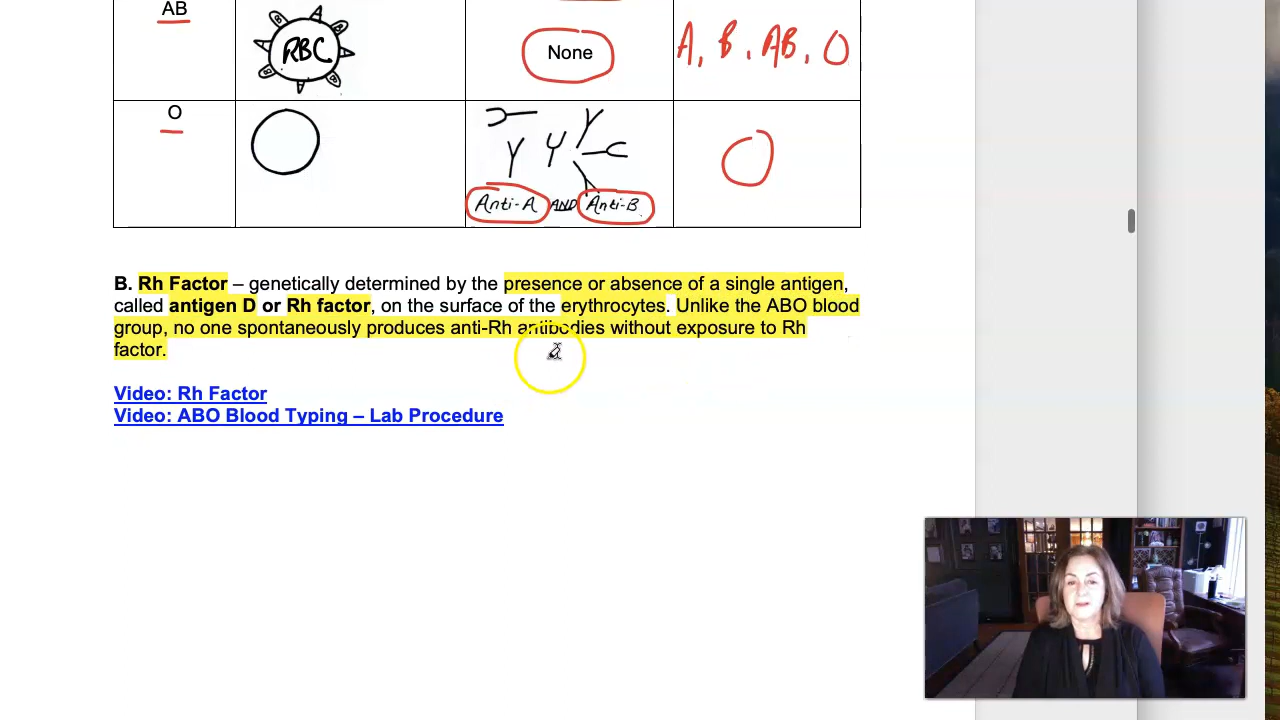 AB
RBC
None
A, B, AB, O
O
Anti-A AND Anti-B
O
B. Rh Factor – genetically determined by the presence or absence of a single antigen,
called antigen D or Rh factor, on the surface of the erythrocytes. Unlike the ABO blood
group, no one spontaneously produces anti-Rh antibodies without exposure to Rh
factor.
Video: Rh Factor
Video: ABO Blood Typing – Lab Procedure